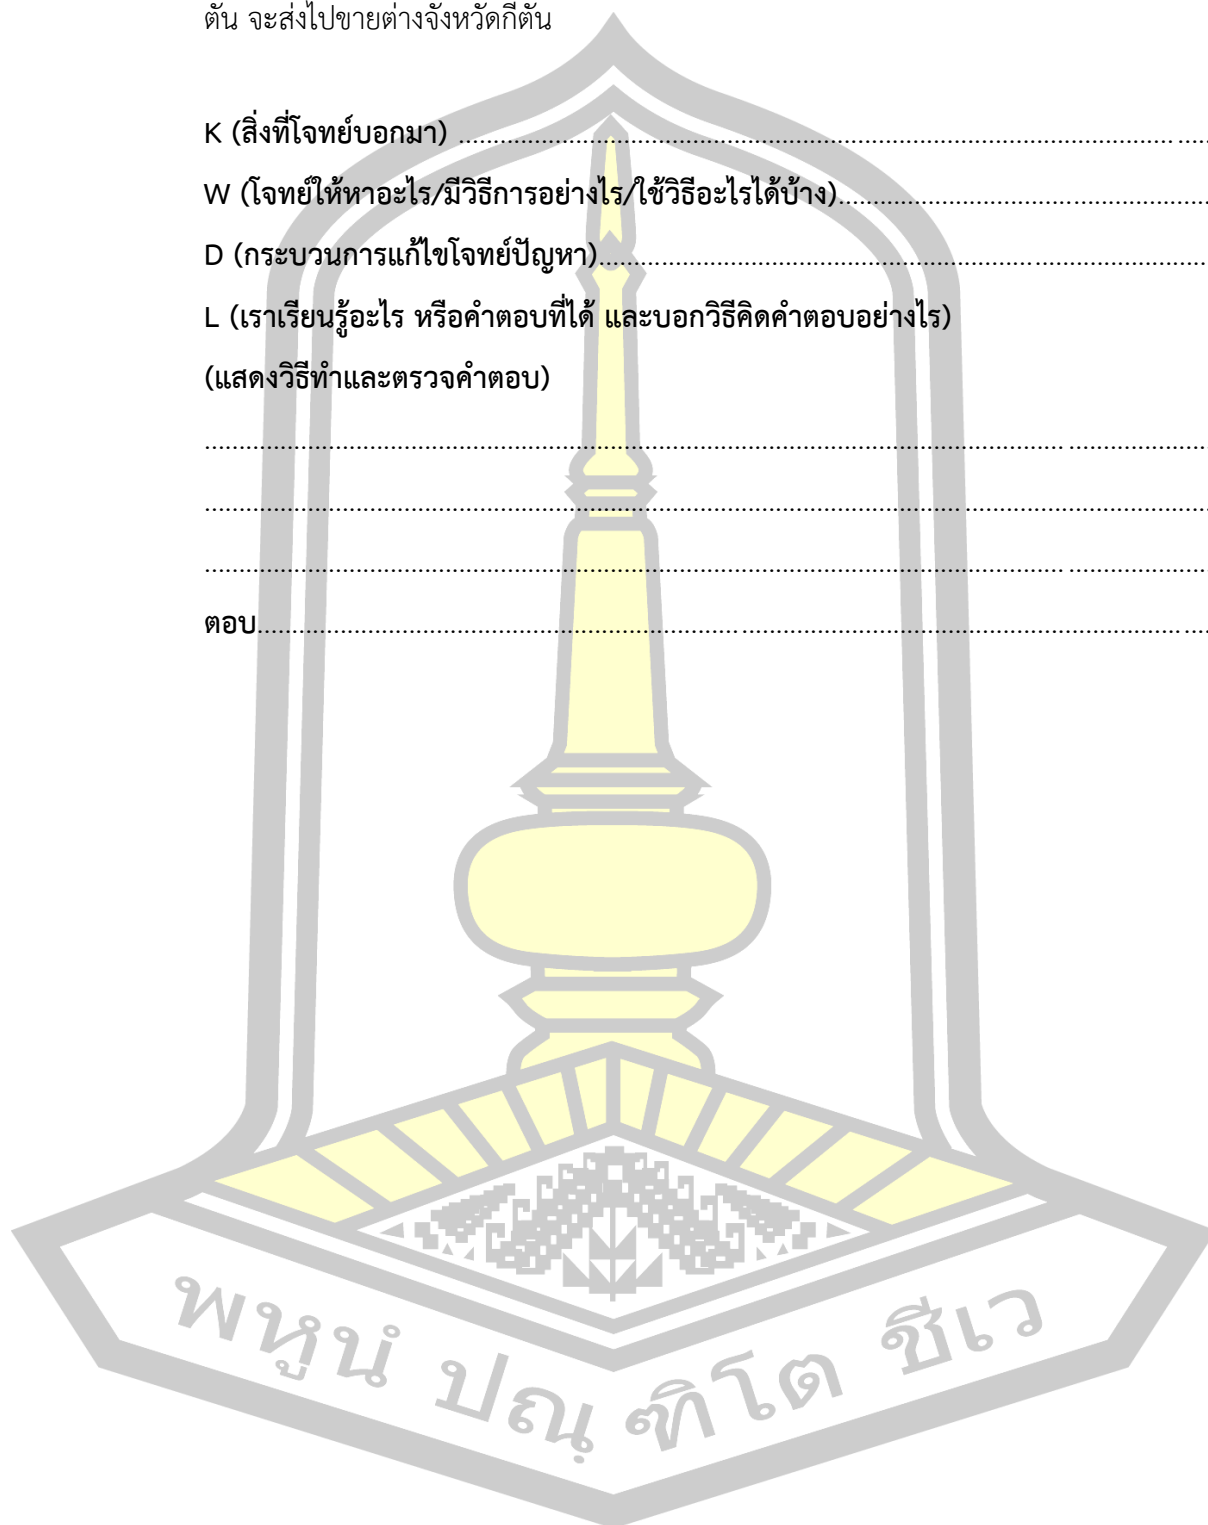 ตัน จะส่งไปขายต่างจังหวัดกี่ตัน
K (สิ่งที่โจทย์บอกมา) ........................................................................................................................
W (โจทย์ให้หาอะไร/มีวิธีการอย่างไร/ใช้วิธีอะไรได้บ้าง)..............................................................
D (กระบวนการแก้ไขโจทย์ปัญหา)....................................................................................................
L (เราเรียนรู้อะไร หรือคำตอบที่ได้ และบอกวิธีคิดคำตอบอย่างไร)
(แสดงวิธีทำและตรวจคำตอบ)
................................................................................................................................................................
................................................................................................................................................................
................................................................................................................................................................
ตอบ........................................................................................................................................................
พหูนํ ปณฺฑิโต ชีเว